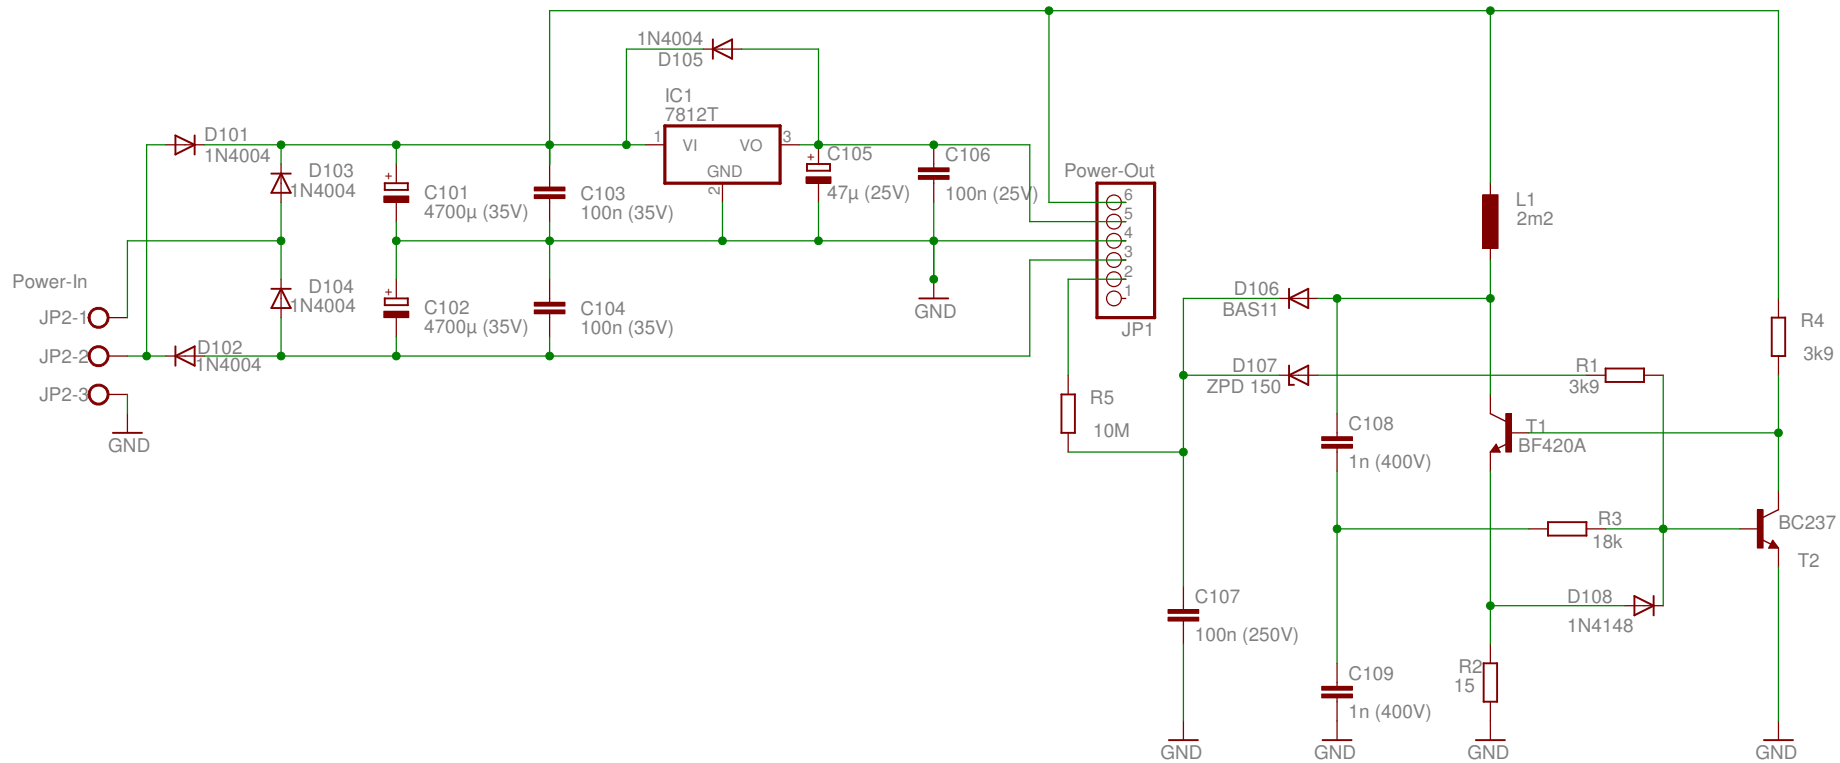 1N4004
D105
IC1
7812T
1
VI
VO
3
GND
2
D101
1N4004
D103
1N4004
+
C101
4700µ (35V)
C103
100n (35V)
+
C105
47µ (25V)
C106
100n (25V)
Power-Out
6
5
4
3
2
1
JP1
L1
2m2
Power-In
JP2-1
JP2-2
JP2-3
GND
D104
1N4004
D102
1N4004
+
C102
4700µ (35V)
C104
100n (35V)
GND
D106
BAS11
D107
ZPD 150
R1
3k9
R4
3k9
R5
10M
C108
1n (400V)
T1
BF420A
R3
18k
BC237
T2
C107
100n (250V)
D108
1N4148
C109
1n (400V)
R2
15
GND
GND
GND
GND